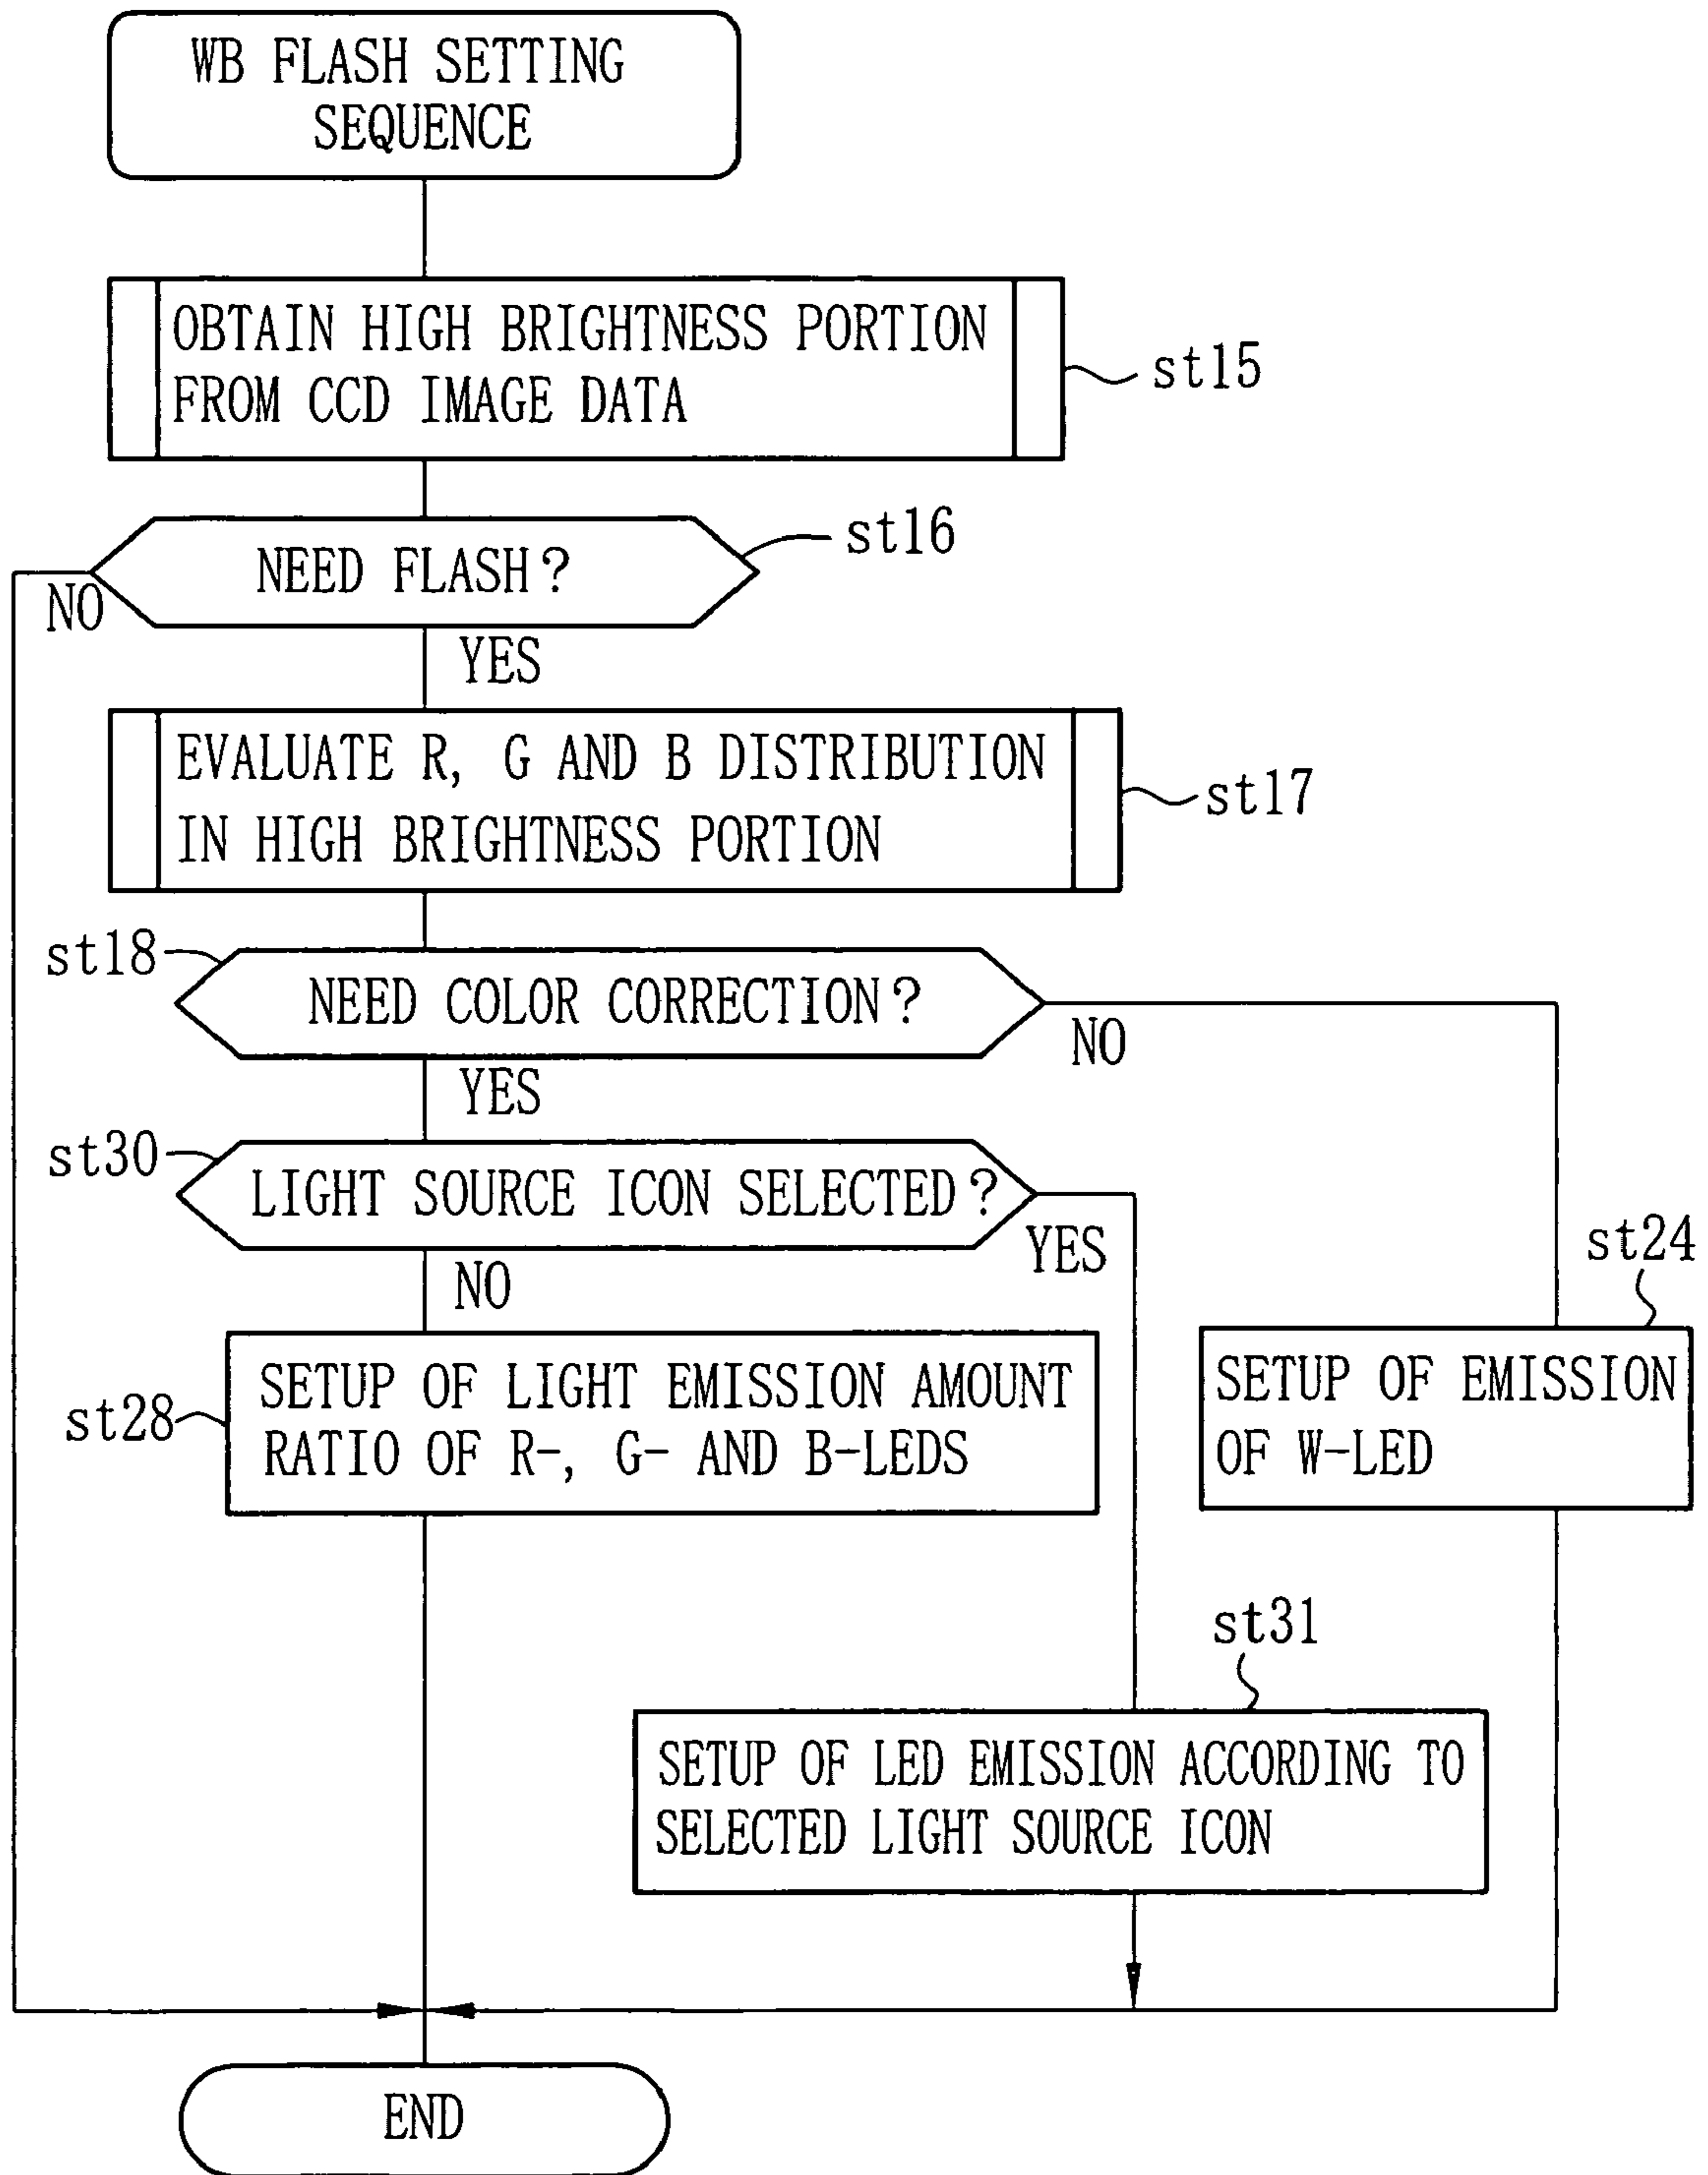 WB FLASH SETTING
SEQUENCE
OBTAIN HIGH BRIGHTNESS PORTION
FROM CCD IMAGE DATA
st15
NEED FLASH?
st16
NO
YES
EVALUATE R, G AND B DISTRIBUTION
IN HIGH BRIGHTNESS PORTION
st17
st18
NEED COLOR CORRECTION?
NO
YES
st30
LIGHT SOURCE ICON SELECTED?
YES
NO
st24
SETUP OF LIGHT EMISSION AMOUNT
RATIO OF R-, G- AND B-LEDS
st28
SETUP OF EMISSION
OF W-LED
st31
SETUP OF LED EMISSION ACCORDING TO
SELECTED LIGHT SOURCE ICON
END